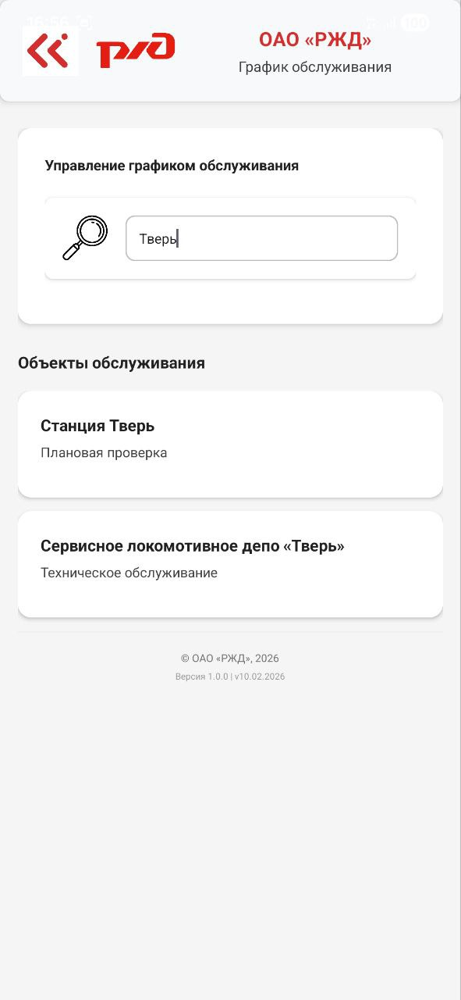 16:56
100
РЖД
ОАО «РЖД»
График обслуживания
Управление графиком обслуживания
Тверь
Объекты обслуживания
Станция Тверь
Плановая проверка
Сервисное локомотивное депо «Тверь»
Техническое обслуживание
© ОАО «РЖД», 2026
Версия 1.0.0 | v10.02.2026